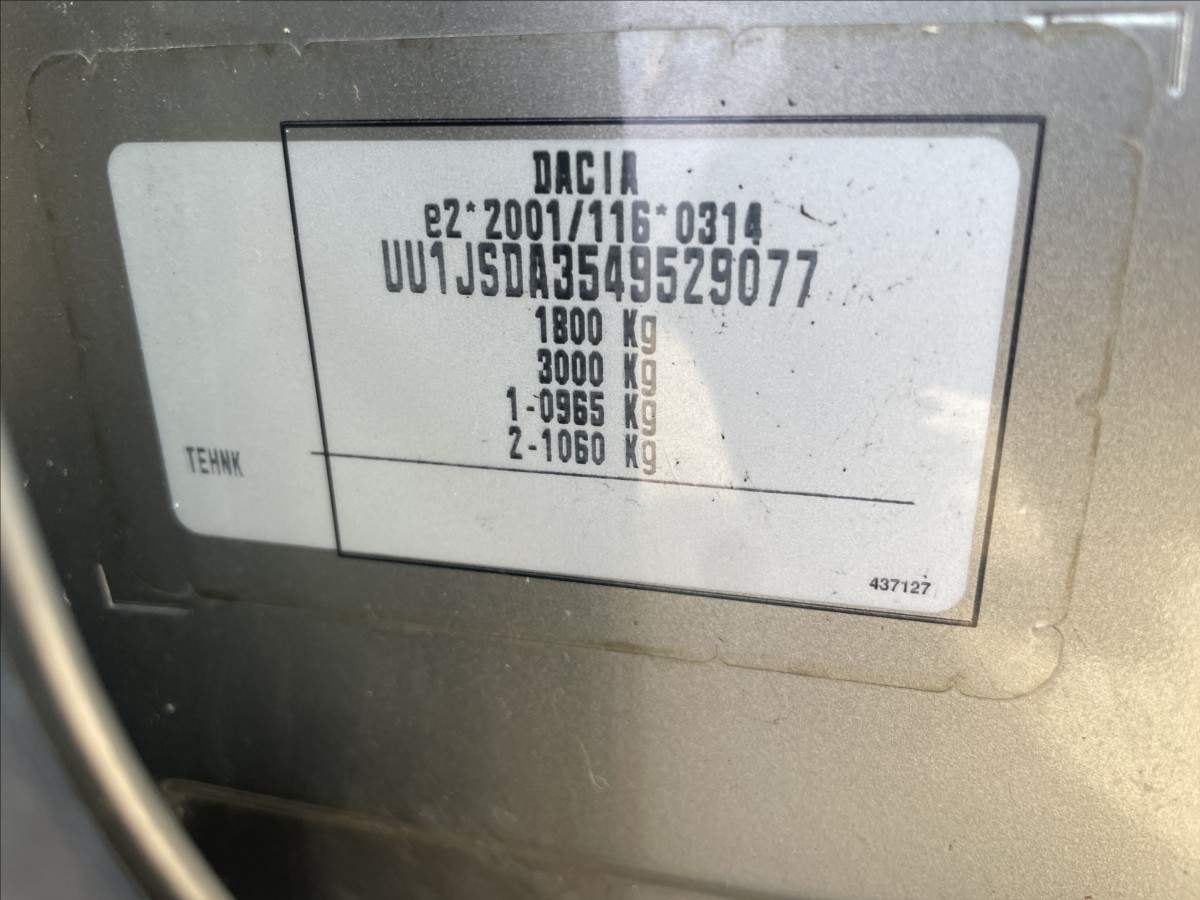 DACIA
e2*2001/116*0314
UU1JSDA3549529077
1800 Kg
3000 Kg
1-0965 Kg
2-1060 Kg
TEHNK
437127